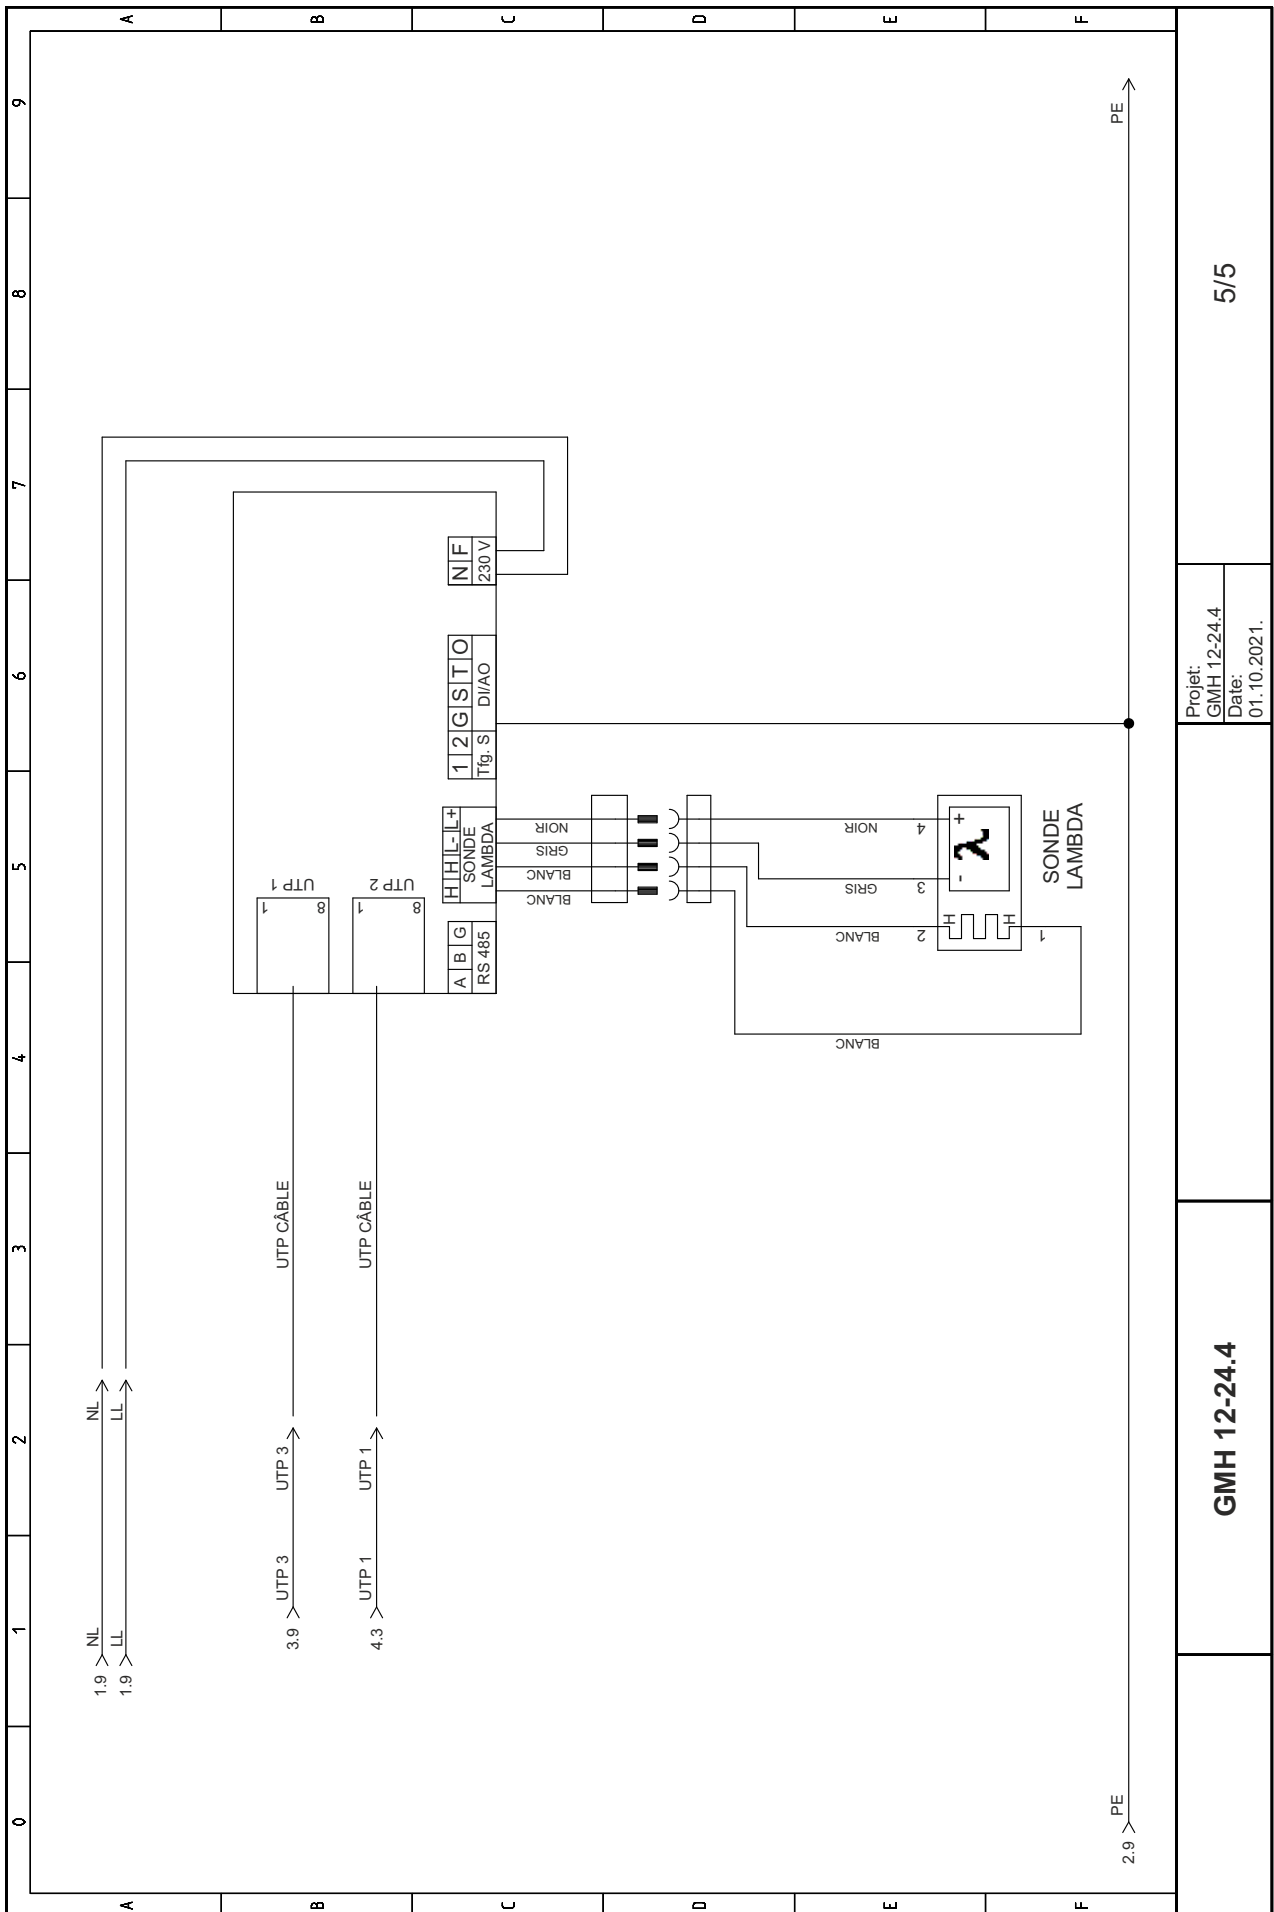 0 1 2 3 4 5 6 7 8 9
A
A
1.9 NL NL
1.9 LL LL
B
B
3.9 UTP 3 UTP 3 UTP CÂBLE
1 8 UTP 1
4.3 UTP 1 UTP 1 UTP CÂBLE
1 8 UTP 2
C
C
A B G
RS 485
H H L- L+
SONDE
LAMBDA
1 2 G S T O
Tfg. S DI/AO
N F
230 V
BLANC BLANC GRIS NOIR
D
D
E
E
BLANC BLANC GRIS NOIR
2 3 4
H - +
λ
H
1
SONDE
LAMBDA
F
F
2.9 PE PE
GMH 12-24.4
Projet:
GMH 12-24.4
Date:
01.10.2021.
5/5